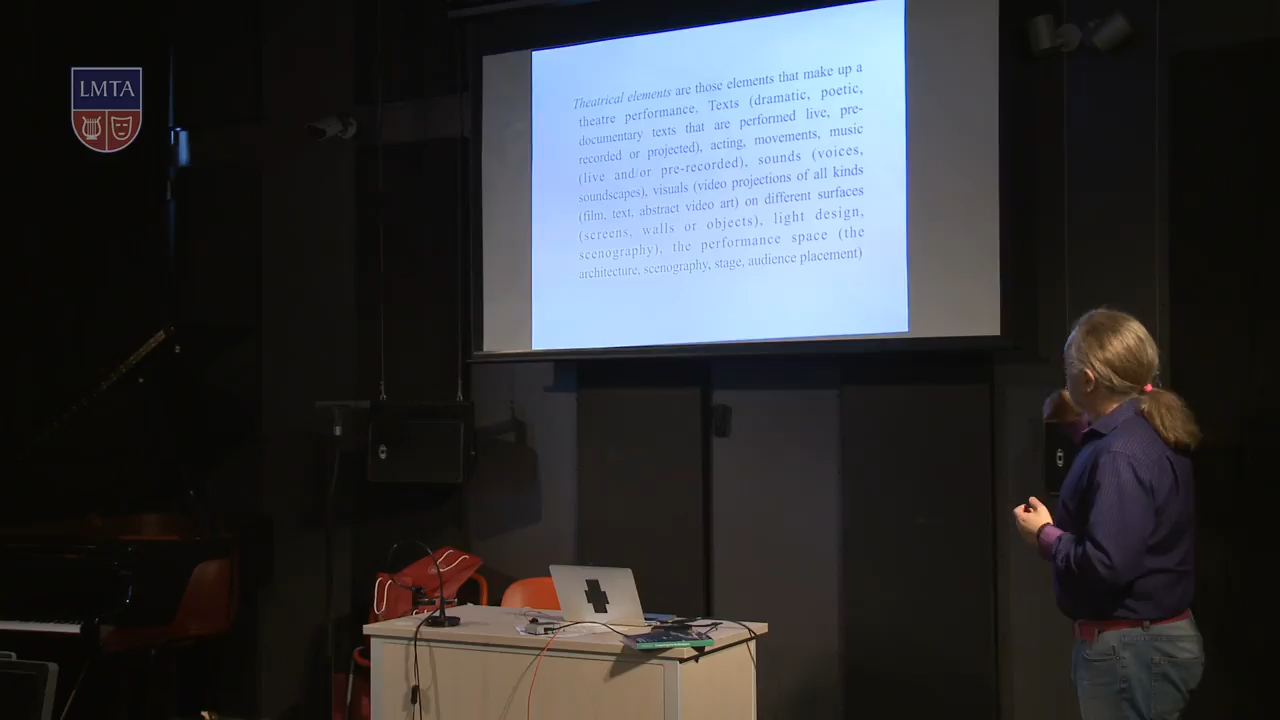 LMTA
Theatrical elements are those elements that make up a
theatre performance. Texts (dramatic, poetic,
documentary texts that are performed live, pre-
recorded or projected), acting, movements, music
(live and/or pre-recorded), sounds (voices,
soundscapes), visuals (video projections of all kinds
(film, text, abstract video art) on different surfaces
(screens, walls or objects), light design,
scenography), the performance space (the
architecture, scenography, stage, audience placement)